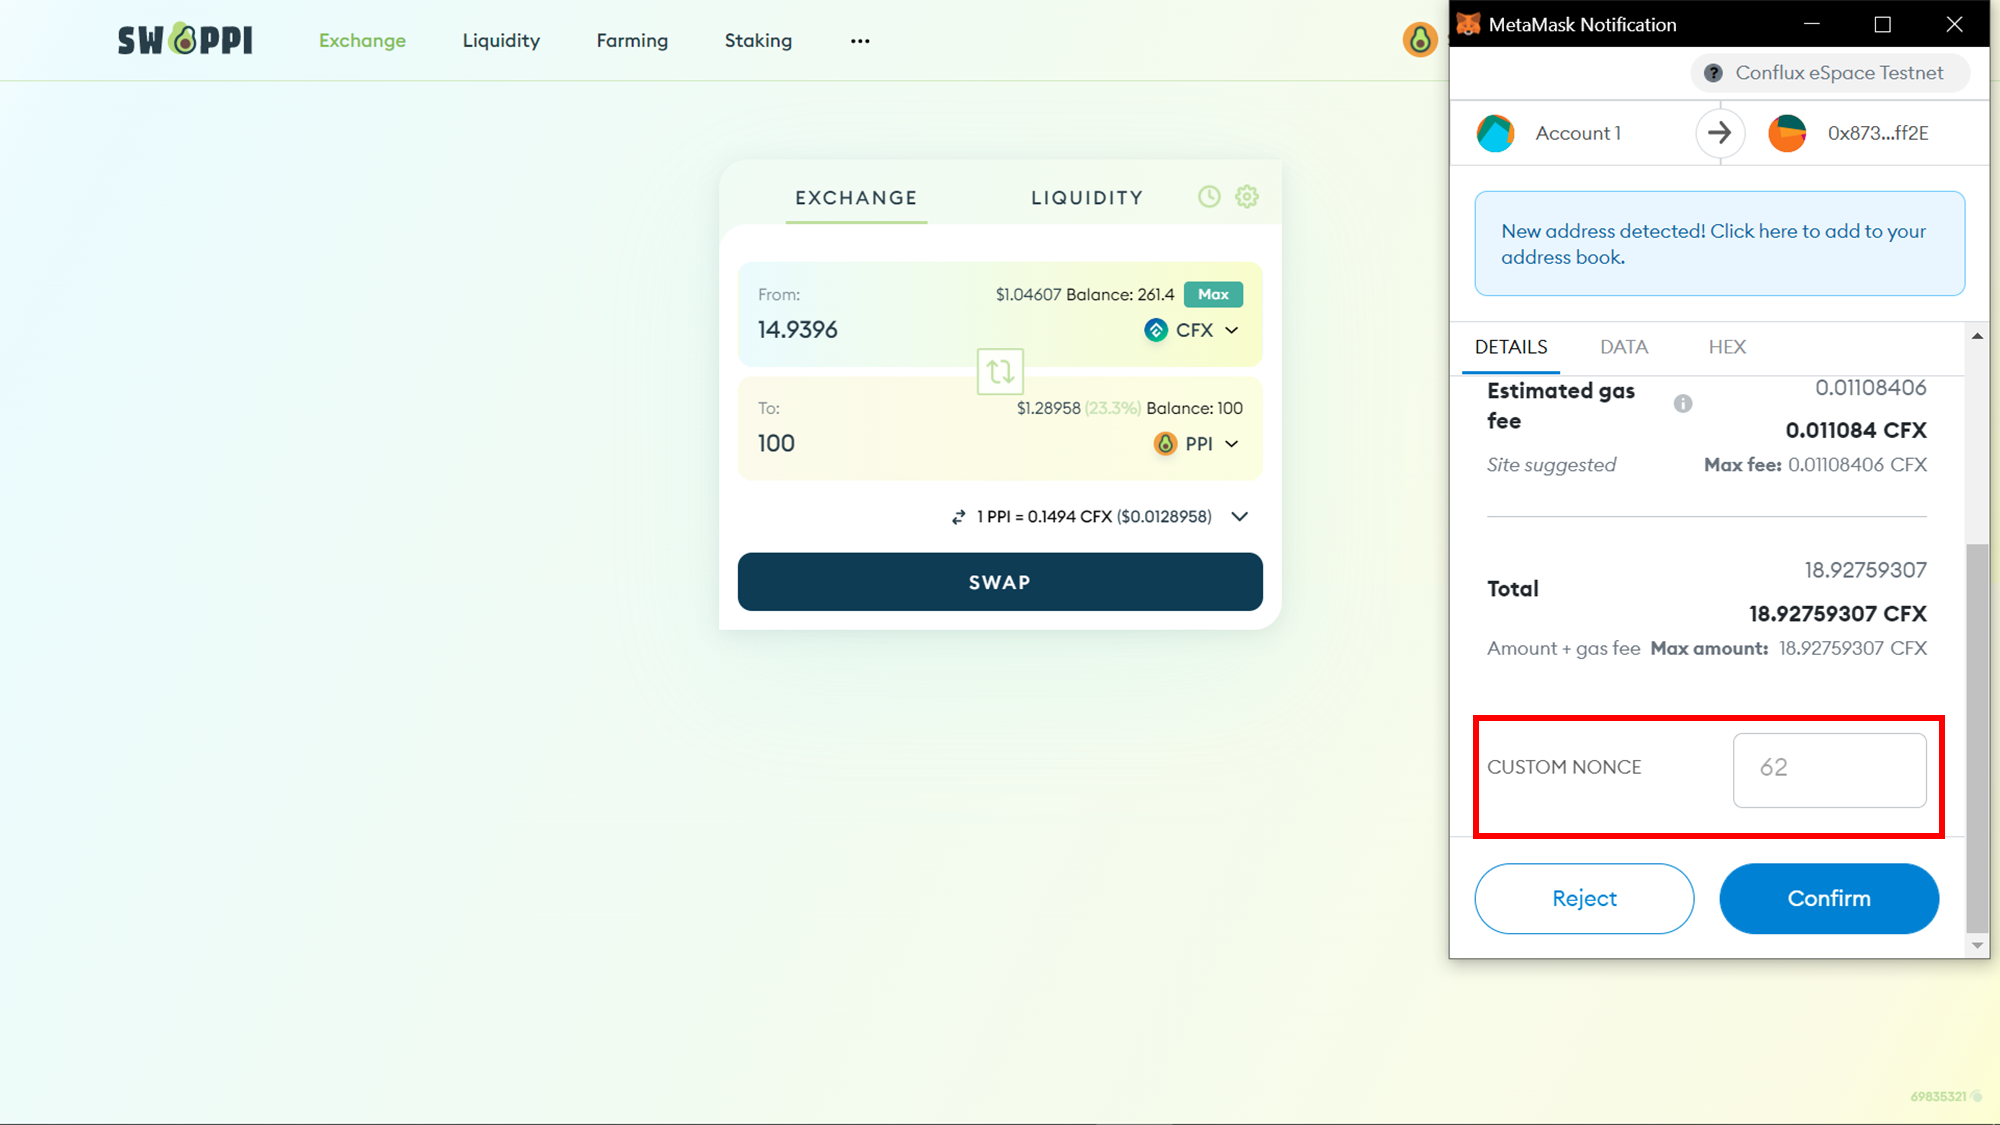 SWAPPI
Exchange
Liquidity
Farming
Staking
...
EXCHANGE
LIQUIDITY
From:
$1.04607 Balance: 261.4
Max
14.9396
CFX
To:
$1.28958 (23.3%) Balance: 100
100
PPI
1 PPI = 0.1494 CFX ($0.0128958)
SWAP
69835321
MetaMask Notification
Conflux eSpace Testnet
Account 1
0x873...ff2E
New address detected! Click here to add to your
address book.
DETAILS
DATA
HEX
Estimated gas
fee
0.01108406
0.011084 CFX
Site suggested
Max fee: 0.01108406 CFX
Total
18.92759307
18.92759307 CFX
Amount + gas fee Max amount: 18.92759307 CFX
CUSTOM NONCE
62
Reject
Confirm